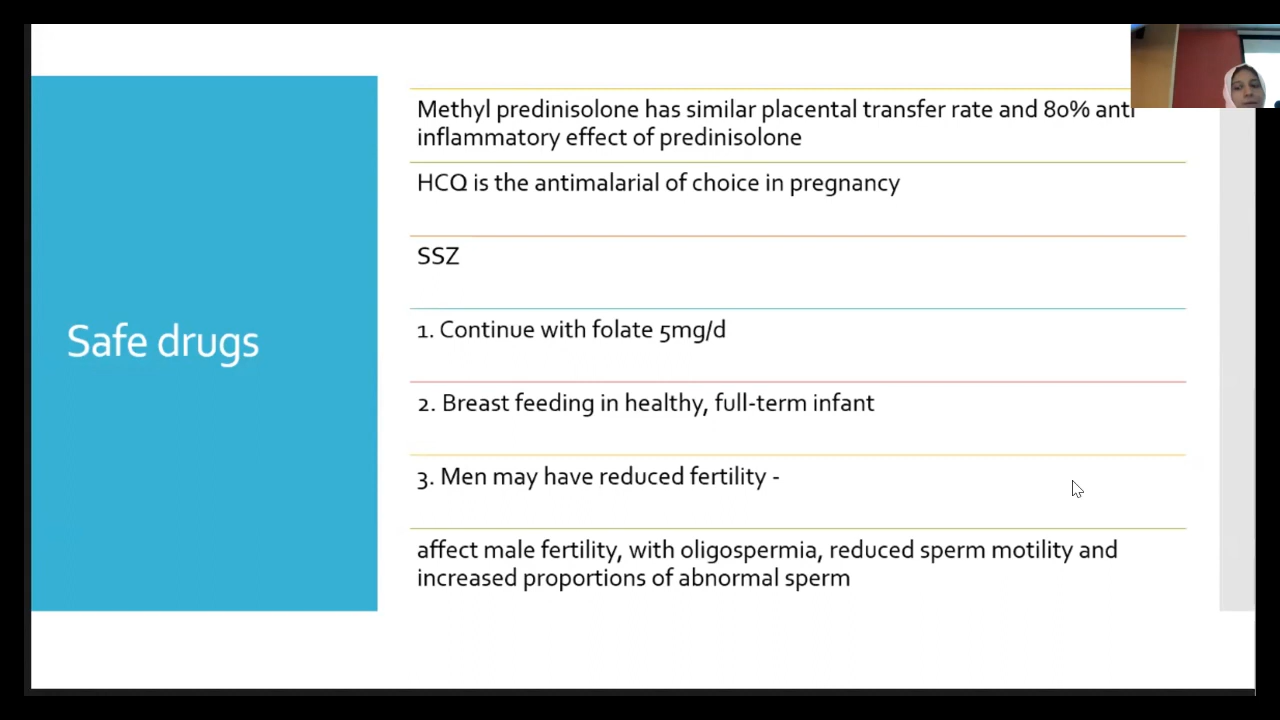 Safe drugs
Methyl predinisolone has similar placental transfer rate and 80% anti
inflammatory effect of predinisolone
HCQ is the antimalarial of choice in pregnancy
SSZ
1. Continue with folate 5mg/d
2. Breast feeding in healthy, full-term infant
3. Men may have reduced fertility -
affect male fertility, with oligospermia, reduced sperm motility and
increased proportions of abnormal sperm